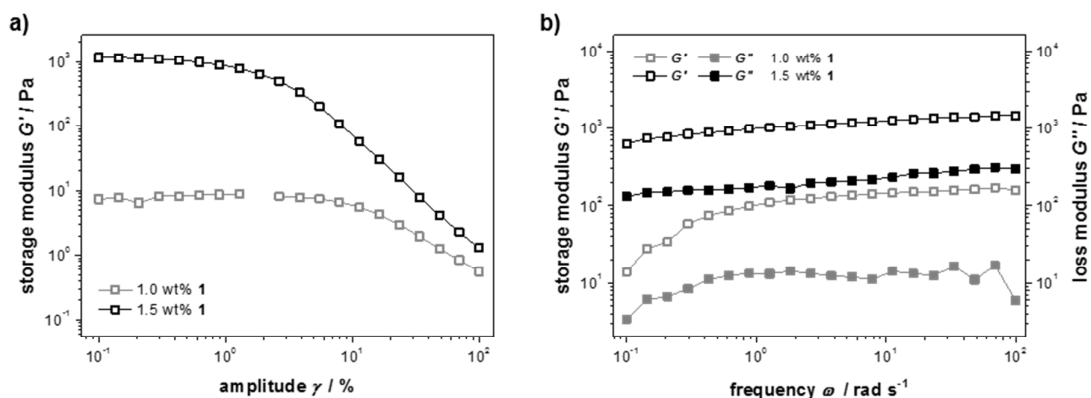 a)
storage modulus G' / Pa
10³
10²
10¹
10⁰
10⁻¹
1.0 wt% 1
1.5 wt% 1
10⁻¹ 10⁰ 10¹ 10²
amplitude γ / %
b)
storage modulus G' / Pa
10⁴
10³
10²
10¹
G' G'' 1.0 wt% 1
G' G'' 1.5 wt% 1
10⁻¹ 10⁰ 10¹ 10²
frequency ϖ / rad s⁻¹
10⁴
10³
10²
10¹
loss modulus G'' / Pa